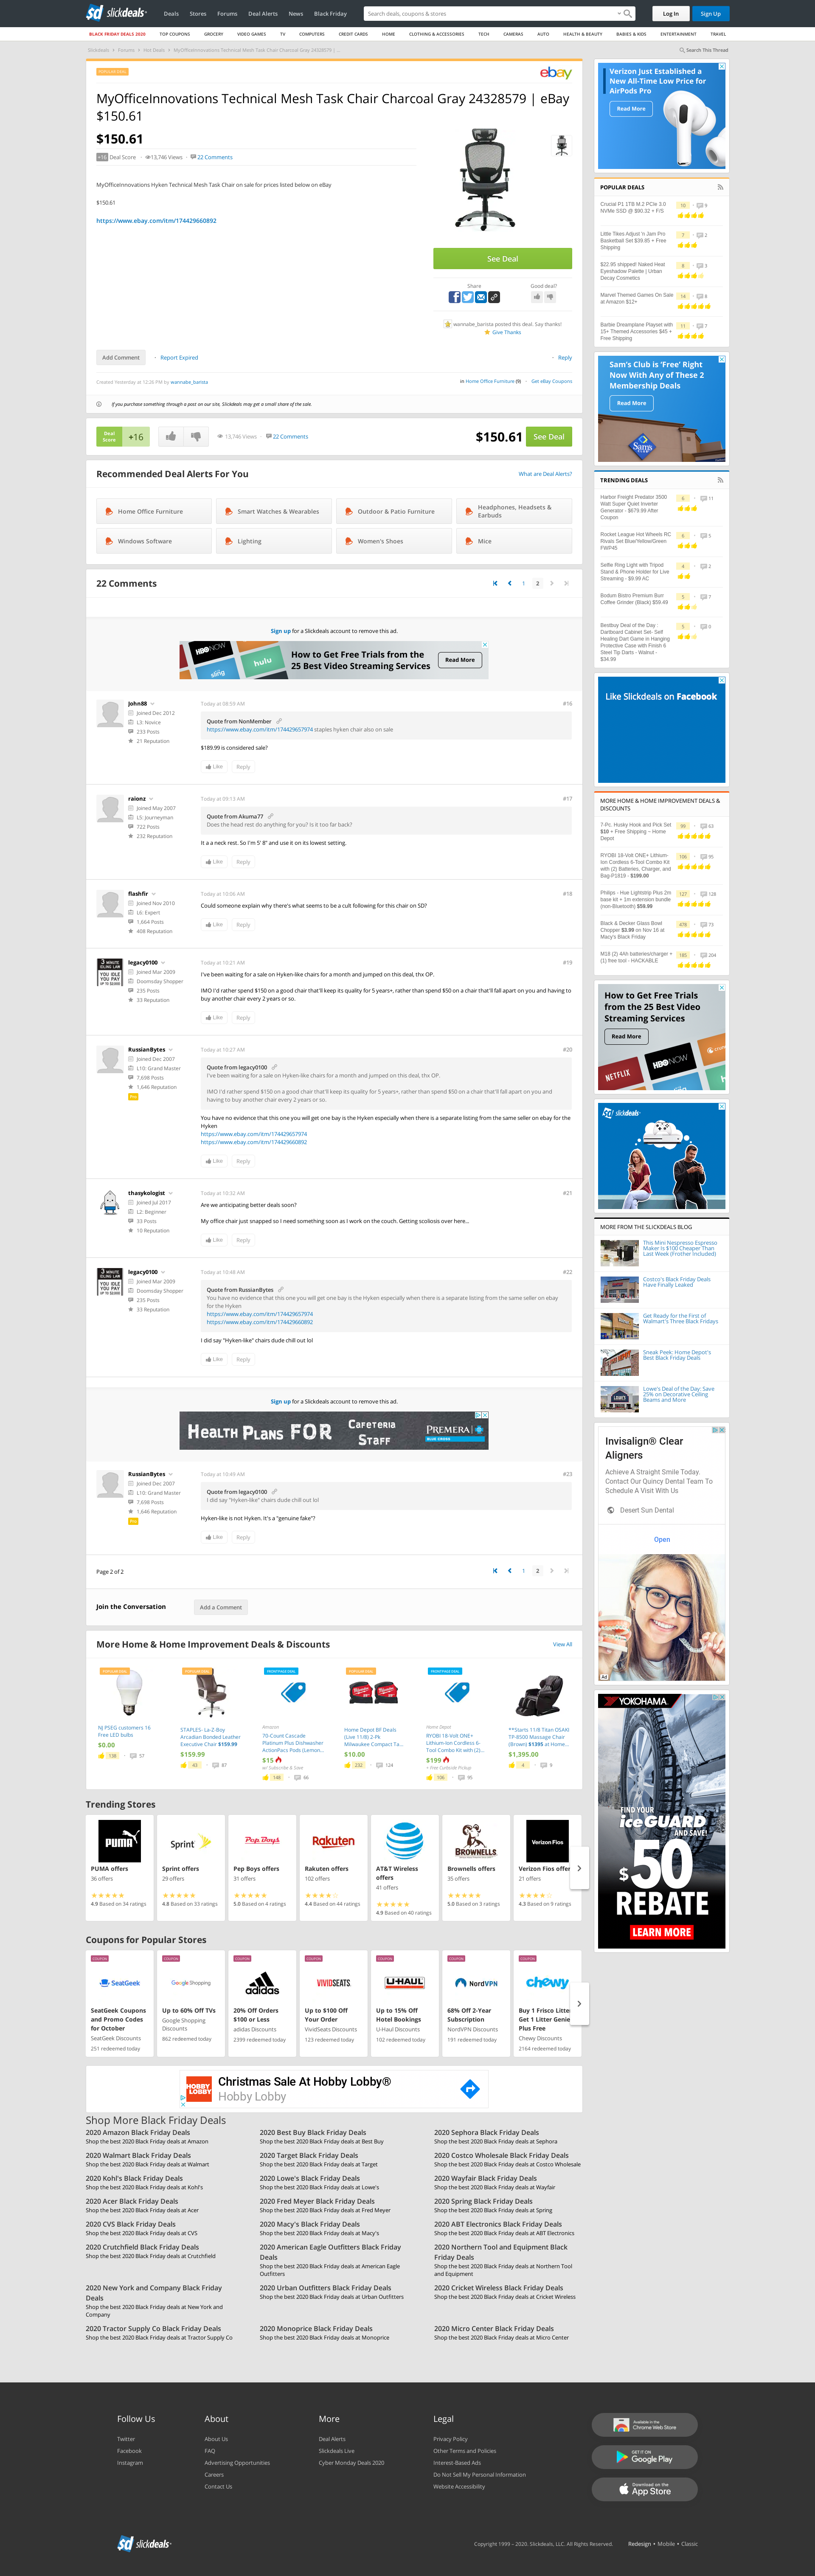 slickdeals
Deals Stores Forums Deal Alerts News Black Friday
Search deals, coupons & stores
Log In Sign Up
BLACK FRIDAY DEALS 2020 TOP COUPONS GROCERY VIDEO GAMES TV COMPUTERS CREDIT CARDS HOME CLOTHING & ACCESSORIES TECH CAMERAS AUTO HEALTH & BEAUTY BABIES & KIDS ENTERTAINMENT TRAVEL
Slickdeals Forums Hot Deals MyOfficeInnovations Technical Mesh Task Chair Charcoal Gray 24328579 | ...
Search This Thread
POPULAR DEAL
ebay
MyOfficeInnovations Technical Mesh Task Chair Charcoal Gray 24328579 | eBay
$150.61
$150.61
+16 Deal Score 13,746 Views 22 Comments
MyOfficeInnovations Hyken Technical Mesh Task Chair on sale for prices listed below on eBay
$150.61
https://www.ebay.com/itm/174429660892
See Deal
Share Good deal?
wannabe_barista posted this deal. Say thanks!
Give Thanks
Add Comment Report Expired
Reply
Created Yesterday at 12:26 PM by wannabe_barista
in Home Office Furniture (9) Get eBay Coupons
If you purchase something through a post on our site, Slickdeals may get a small share of the sale.
Deal Score +16
13,746 Views 22 Comments
$150.61 See Deal
Recommended Deal Alerts For You
What are Deal Alerts?
Home Office Furniture
Smart Watches & Wearables
Outdoor & Patio Furniture
Headphones, Headsets & Earbuds
Windows Software
Lighting
Women's Shoes
Mice
22 Comments
1 2
Sign up for a Slickdeals account to remove this ad.
HBO NOW hulu
How to Get Free Trials from the
25 Best Video Streaming Services
Read More
John88
Joined Dec 2012
L3: Novice
233 Posts
21 Reputation
Today at 08:59 AM
#16
Quote from NonMember
https://www.ebay.com/itm/174429657974 staples hyken chair also on sale
$189.99 is considered sale?
Like Reply
raionz
Joined May 2007
L5: Journeyman
722 Posts
232 Reputation
Today at 09:13 AM
#17
Quote from Akuma77
Does the head rest do anything for you? Is it too far back?
It a a neck rest. So I'm 5' 8" and use it on its lowest setting.
Like Reply
flashfir
Joined Nov 2010
L6: Expert
1,664 Posts
408 Reputation
Today at 10:06 AM
#18
Could someone explain why there's what seems to be a cult following for this chair on SD?
Like Reply
legacy0100
Joined Mar 2009
Doomsday Shopper
235 Posts
33 Reputation
Today at 10:21 AM
#19
I've been waiting for a sale on Hyken-like chairs for a month and jumped on this deal, thx OP.
IMO I'd rather spend $150 on a good chair that'll keep its quality for 5 years+, rather than spend $50 on a chair that'll fall apart on you and having to
buy another chair every 2 years or so.
Like Reply
RussianBytes
Joined Dec 2007
L10: Grand Master
7,698 Posts
1,646 Reputation
Pro
Today at 10:27 AM
#20
Quote from legacy0100
I've been waiting for a sale on Hyken-like chairs for a month and jumped on this deal, thx OP.
IMO I'd rather spend $150 on a good chair that'll keep its quality for 5 years+, rather than spend $50 on a chair that'll fall apart on you and
having to buy another chair every 2 years or so.
You have no evidence that this one you will get one bay is the Hyken especially when there is a separate listing from the same seller on ebay for the
Hyken
https://www.ebay.com/itm/174429657974
https://www.ebay.com/itm/174429660892
Like Reply
thasykologist
Joined Jul 2017
L2: Beginner
33 Posts
10 Reputation
Today at 10:32 AM
#21
Are we anticipating better deals soon?
My office chair just snapped so I need something soon as I work on the couch. Getting scoliosis over here...
Like Reply
legacy0100
Joined Mar 2009
Doomsday Shopper
235 Posts
33 Reputation
Today at 10:48 AM
#22
Quote from RussianBytes
You have no evidence that this one you will get one bay is the Hyken especially when there is a separate listing from the same seller on ebay
for the Hyken
https://www.ebay.com/itm/174429657974
https://www.ebay.com/itm/174429660892
I did say "Hyken-like" chairs dude chill out lol!
Like Reply
Sign up for a Slickdeals account to remove this ad.
HEALTH PLANS FOR CAFETERIA STAFF
PREMERA
BLUE CROSS
RussianBytes
Joined Dec 2007
L10: Grand Master
7,698 Posts
1,646 Reputation
Pro
Today at 10:49 AM
#23
Quote from legacy0100
I did say "Hyken-like" chairs dude chill out lol
Hyken-like is not Hyken. It's a "genuine fake"?
Like Reply
Page 2 of 2
1 2
Join the Conversation
Add a Comment
More Home & Home Improvement Deals & Discounts
View All
POPULAR DEAL
NJ PSEG customers 16
Free LED bulbs
$0.00
138 57
POPULAR DEAL
STAPLES- La-Z-Boy
Arcadian Bonded Leather
Executive Chair $159.99
$159.99
43 87
FRONTPAGE DEAL
Amazon
70-Count Cascade
Platinum Plus Dishwasher
ActionPacs Pods (Lemon...
$15
w/ Subscribe & Save
148 66
POPULAR DEAL
Home Depot BF Deals
(Live 11/8) 2-Pk
Milwaukee Compact Ta...
$10.00
232 124
FRONTPAGE DEAL
Home Depot
RYOBI 18-Volt ONE+
Lithium-Ion Cordless 6-
Tool Combo Kit with (2)...
$199
+ Free Curbside Pickup
106 95
**Starts 11/8 Titan OSAKI
TP-8500 Massage Chair
(Brown) $1395 at Home...
$1,395.00
4 9
Trending Stores
PUMA
PUMA offers
36 offers
4.9 Based on 34 ratings
Sprint
Sprint offers
29 offers
4.8 Based on 33 ratings
Pep Boys
Pep Boys offers
31 offers
5.0 Based on 4 ratings
Rakuten
Rakuten offers
102 offers
4.4 Based on 44 ratings
AT&T
AT&T Wireless
offers
41 offers
4.9 Based on 40 ratings
BROWNELLS
Brownells offers
35 offers
5.0 Based on 3 ratings
Verizon Fios
Verizon Fios offers
21 offers
4.3 Based on 9 ratings
Coupons for Popular Stores
COUPON
SeatGeek
SeatGeek Coupons
and Promo Codes
for October
SeatGeek Discounts
251 redeemed today
COUPON
Google Shopping
Up to 60% Off TVs
Google Shopping
Discounts
862 redeemed today
COUPON
adidas
20% Off Orders
$100 or Less
adidas Discounts
2399 redeemed today
COUPON
VIVIDSEATS
Up to $100 Off
Your Order
VividSeats Discounts
123 redeemed today
COUPON
U-HAUL
Up to 15% Off
Hotel Bookings
U-Haul Discounts
102 redeemed today
COUPON
NordVPN
68% Off 2-Year
Subscription
NordVPN Discounts
191 redeemed today
COUPON
chewy
Buy 1 Frisco Litter
Get 1 Litter Genie
Plus Free
Chewy Discounts
2164 redeemed today
HOBBY LOBBY
Christmas Sale At Hobby Lobby®
Hobby Lobby
Shop More Black Friday Deals
2020 Amazon Black Friday Deals
Shop the best 2020 Black Friday deals at Amazon
2020 Best Buy Black Friday Deals
Shop the best 2020 Black Friday deals at Best Buy
2020 Sephora Black Friday Deals
Shop the best 2020 Black Friday deals at Sephora
2020 Walmart Black Friday Deals
Shop the best 2020 Black Friday deals at Walmart
2020 Target Black Friday Deals
Shop the best 2020 Black Friday deals at Target
2020 Costco Wholesale Black Friday Deals
Shop the best 2020 Black Friday deals at Costco Wholesale
2020 Kohl's Black Friday Deals
Shop the best 2020 Black Friday deals at Kohl's
2020 Lowe's Black Friday Deals
Shop the best 2020 Black Friday deals at Lowe's
2020 Wayfair Black Friday Deals
Shop the best 2020 Black Friday deals at Wayfair
2020 Acer Black Friday Deals
Shop the best 2020 Black Friday deals at Acer
2020 Fred Meyer Black Friday Deals
Shop the best 2020 Black Friday deals at Fred Meyer
2020 Spring Black Friday Deals
Shop the best 2020 Black Friday deals at Spring
2020 CVS Black Friday Deals
Shop the best 2020 Black Friday deals at CVS
2020 Macy's Black Friday Deals
Shop the best 2020 Black Friday deals at Macy's
2020 ABT Electronics Black Friday Deals
Shop the best 2020 Black Friday deals at ABT Electronics
2020 Crutchfield Black Friday Deals
Shop the best 2020 Black Friday deals at Crutchfield
2020 American Eagle Outfitters Black Friday
Deals
Shop the best 2020 Black Friday deals at American Eagle
Outfitters
2020 Northern Tool and Equipment Black
Friday Deals
Shop the best 2020 Black Friday deals at Northern Tool
and Equipment
2020 New York and Company Black Friday
Deals
Shop the best 2020 Black Friday deals at New York and
Company
2020 Urban Outfitters Black Friday Deals
Shop the best 2020 Black Friday deals at Urban Outfitters
2020 Cricket Wireless Black Friday Deals
Shop the best 2020 Black Friday deals at Cricket Wireless
2020 Tractor Supply Co Black Friday Deals
Shop the best 2020 Black Friday deals at Tractor Supply Co
2020 Monoprice Black Friday Deals
Shop the best 2020 Black Friday deals at Monoprice
2020 Micro Center Black Friday Deals
Shop the best 2020 Black Friday deals at Micro Center
Verizon Just Established a
New All-Time Low Price for
AirPods Pro
Read More
POPULAR DEALS
Crucial P1 1TB M.2 PCIe 3.0
NVMe SSD @ $90.32 + F/S
10 9
Little Tikes Adjust 'n Jam Pro
Basketball Set $39.85 + Free
Shipping
7 2
$22.95 shipped! Naked Heat
Eyeshadow Palette | Urban
Decay Cosmetics
8 3
Marvel Themed Games On Sale
at Amazon $12+
14 8
Barbie Dreamplane Playset with
15+ Themed Accessories $45 +
Free Shipping
11 7
Sam's Club is 'Free' Right
Now With Any of These 2
Membership Deals
Read More
Sam's
TRENDING DEALS
Harbor Freight Predator 3500
Watt Super Quiet Inverter
Generator - $679.99 After
Coupon
6 11
Rocket League Hot Wheels RC
Rivals Set Blue/Yellow/Green
FWP45
6 5
Selfie Ring Light with Tripod
Stand & Phone Holder for Live
Streaming - $9.99 AC
4 2
Bodum Bistro Premium Burr
Coffee Grinder (Black) $59.49
5 7
Bestbuy Deal of the Day :
Dartboard Cabinet Set- Self
Healing Dart Game in Hanging
Protective Case with Finish 6
Steel Tip Darts - Walnut -
$34.99
5 0
Like Slickdeals on Facebook
MORE HOME & HOME IMPROVEMENT DEALS &
DISCOUNTS
7-Pc. Husky Hook and Pick Set
$10 + Free Shipping ~ Home
Depot
99 63
RYOBI 18-Volt ONE+ Lithium-
Ion Cordless 6-Tool Combo Kit
with (2) Batteries, Charger, and
Bag-P1819 - $199.00
106 95
Philips - Hue Lightstrip Plus 2m
base kit + 1m extension bundle
(non-Bluetooth) $59.99
127 128
Black & Decker Glass Bowl
Chopper $3.99 on Nov 16 at
Macy's Black Friday
478 73
M18 (2) 4Ah batteries/charger +
(1) free tool - HACKABLE
185 204
How to Get Free Trials
from the 25 Best Video
Streaming Services
Read More
NETFLIX
slickdeals
MORE FROM THE SLICKDEALS BLOG
This Mini Nespresso Espresso
Maker Is $100 Cheaper Than
Last Week (Frother Included)
Costco's Black Friday Deals
Have Finally Leaked
Get Ready for the First of
Walmart's Three Black Fridays
Sneak Peek: Home Depot's
Best Black Friday Deals
Lowe's Deal of the Day: Save
25% on Decorative Ceiling
Beams and More
Invisalign® Clear
Aligners
Achieve A Straight Smile Today.
Contact Our Quincy Dental Team To
Schedule A Visit With Us
Desert Sun Dental
Open
Ad
YOKOHAMA
FIND YOUR
iceGUARD
AND SAVE!
$50
REBATE
LEARN MORE
Follow Us
Twitter
Facebook
Instagram
About
About Us
FAQ
Advertising Opportunities
Careers
Contact Us
More
Deal Alerts
Slickdeals Live
Cyber Monday Deals 2020
Legal
Privacy Policy
Other Terms and Policies
Interest-Based Ads
Do Not Sell My Personal Information
Website Accessibility
Available in the
Chrome Web Store
GET IT ON
Google Play
Download on the
App Store
slickdeals
Copyright 1999 - 2020. Slickdeals, LLC. All Rights Reserved. Redesign • Mobile • Classic